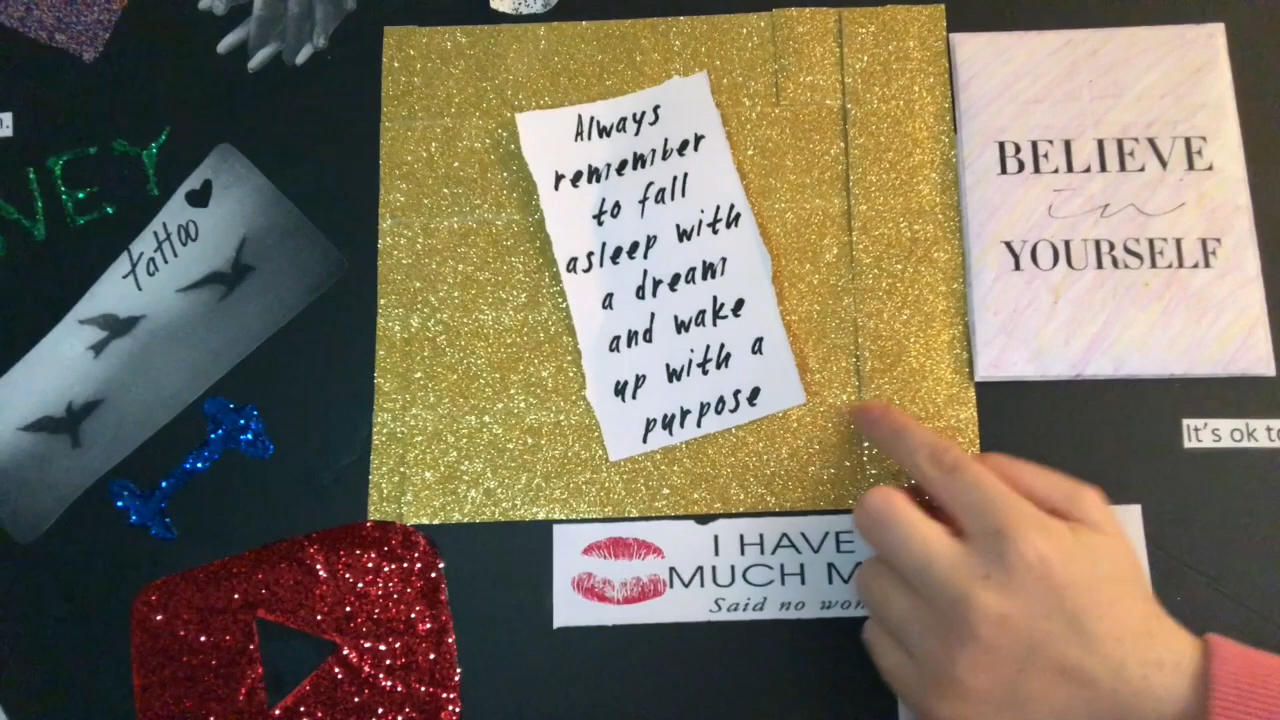 Always
remember
to fall
asleep with
a dream
and wake
up with a
purpose
BELIEVE
in
YOURSELF
tattoo
It's ok to
I HAVE
MUCH
Said no